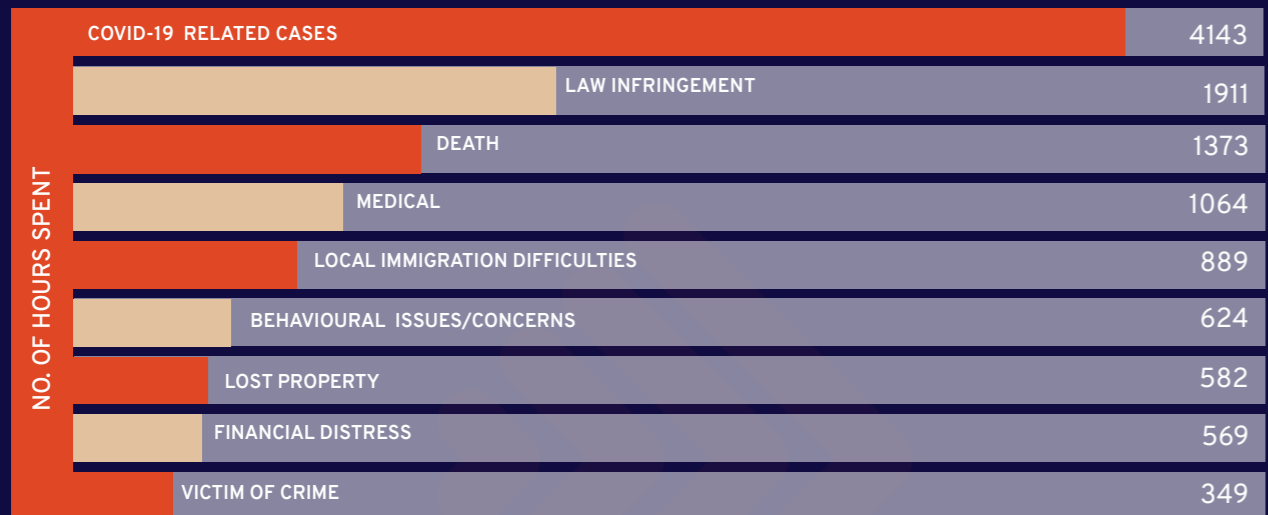 NO. OF HOURS SPENT
COVID-19 RELATED CASES 4143
LAW INFRINGEMENT 1911
DEATH 1373
MEDICAL 1064
LOCAL IMMIGRATION DIFFICULTIES 889
BEHAVIOURAL ISSUES/CONCERNS 624
LOST PROPERTY 582
FINANCIAL DISTRESS 569
VICTIM OF CRIME 349